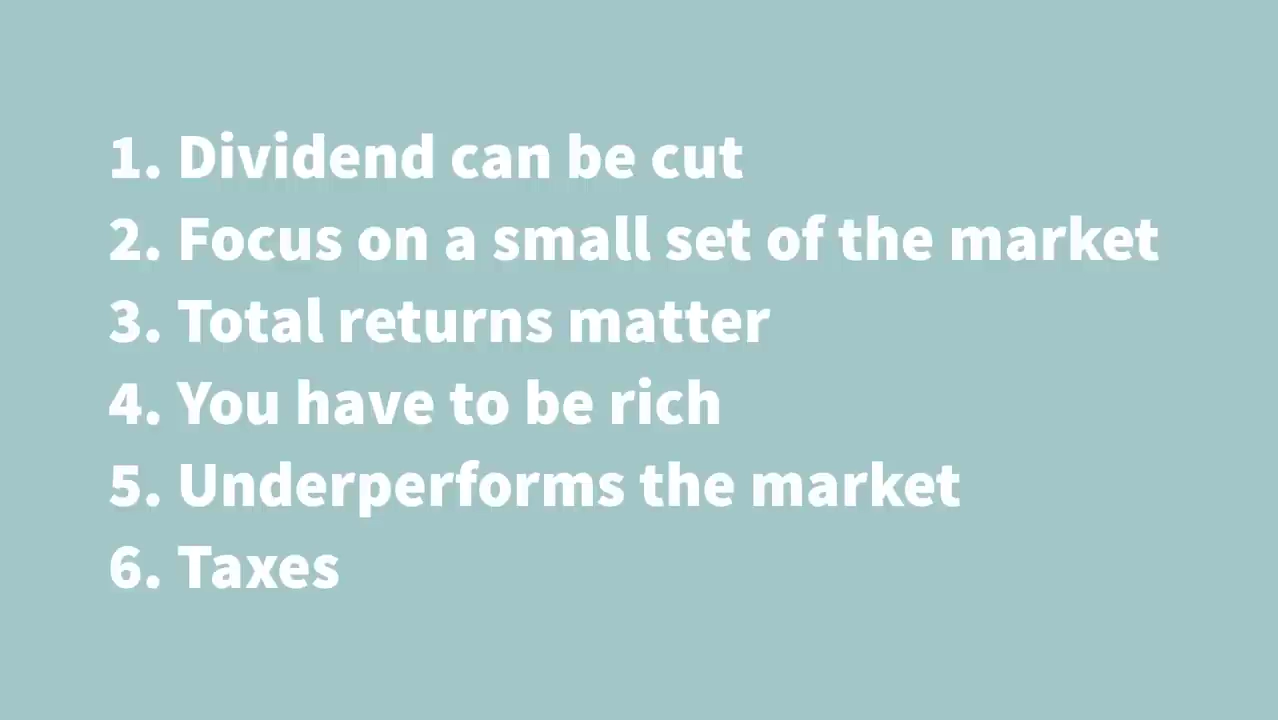 1. Dividend can be cut
2. Focus on a small set of the market
3. Total returns matter
4. You have to be rich
5. Underperforms the market
6. Taxes